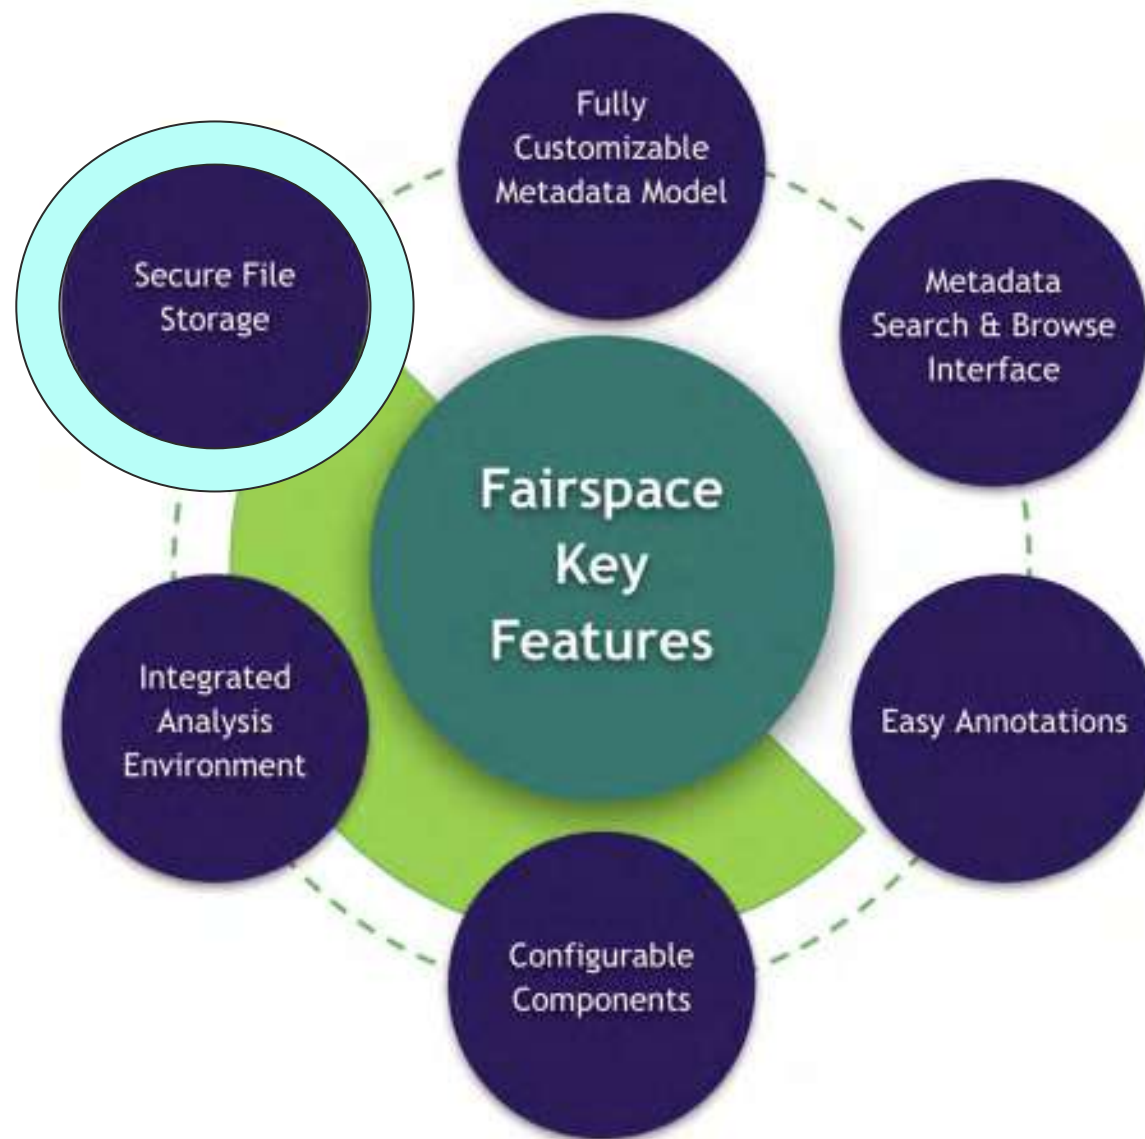 Fully
Customizable
Metadata Model
Secure File
Storage
Metadata
Search & Browse
Interface
Fairspace
Key
Features
Integrated
Analysis
Environment
Easy Annotations
Configurable
Components